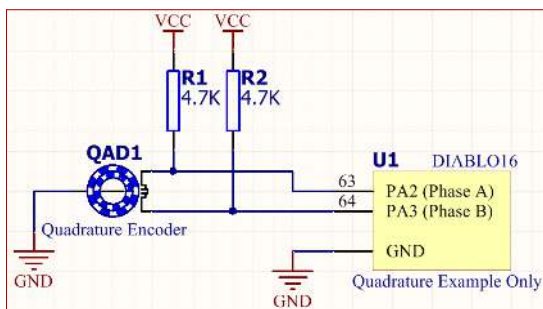 VCC VCC
R1 R2
4.7K 4.7K
QAD1
U1 DIABLO16
63 PA2 (Phase A)
64 PA3 (Phase B)
Quadrature Encoder
GND
GND
GND
Quadrature Example Only